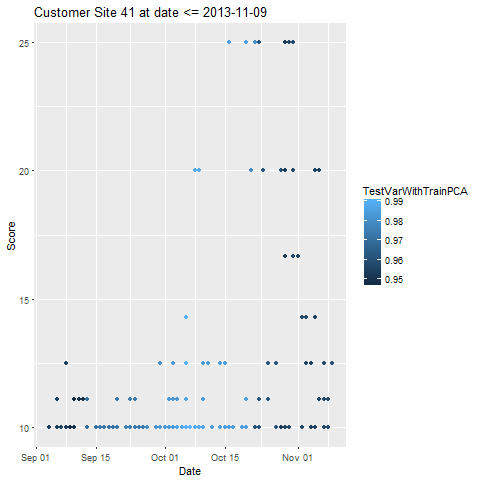 Customer Site 41 at date <= 2013-11-09
25
20
15
10
Score
Sep 01
Sep 15
Oct 01
Oct 15
Nov 01
Date
TestVarWithTrainPCA
0.99
0.98
0.97
0.96
0.95